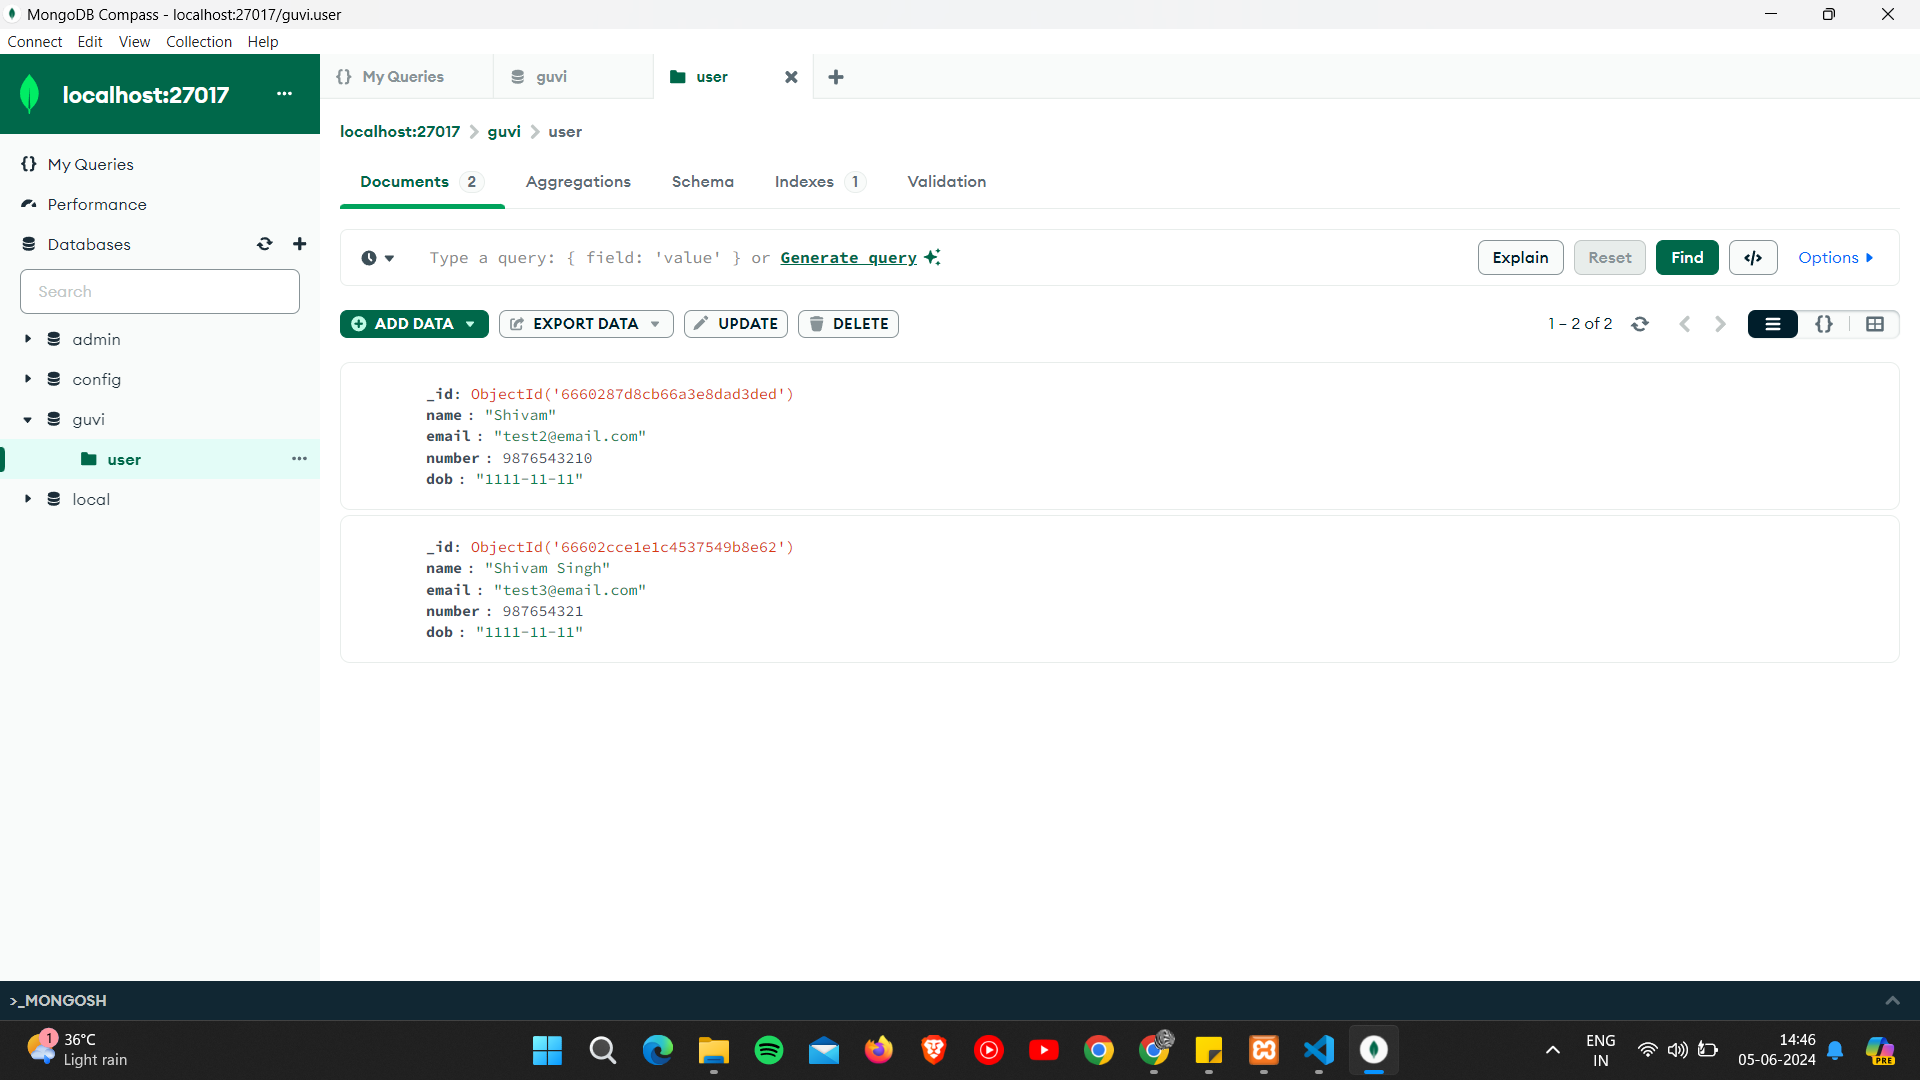 MongoDB Compass - localhost:27017/guvi.user
Connect Edit View Collection Help
localhost:27017 ...
{} My Queries guvi user
localhost:27017 > guvi > user
My Queries
Performance
Databases
Search
admin
config
guvi
user ...
local
Documents 2 Aggregations Schema Indexes 1 Validation
Type a query: { field: 'value' } or Generate query
Explain Reset Find </> Options
ADD DATA EXPORT DATA UPDATE DELETE
1 – 2 of 2 {}
_id: ObjectId('6660287d8cb66a3e8dad3ded')
name : "Shivam"
email : "test2@email.com"
number : 9876543210
dob : "1111-11-11"
_id: ObjectId('66602cce1e1c4537549b8e62')
name : "Shivam Singh"
email : "test3@email.com"
number : 987654321
dob : "1111-11-11"
>_MONGOSH
1 36°C
Light rain
ENG
IN
14:46
05-06-2024
PRE